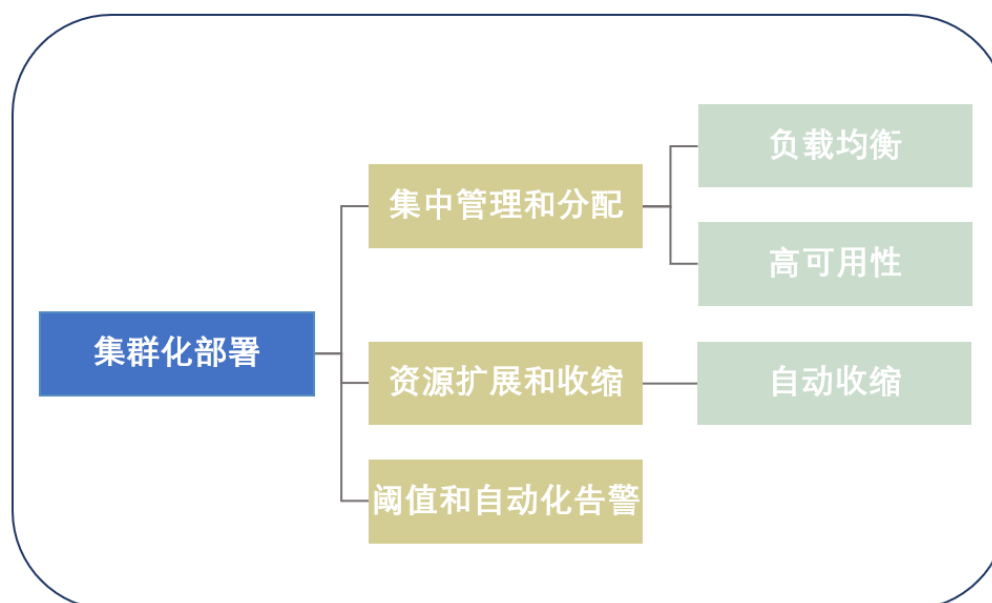 集群化部署
集中管理和分配
负载均衡
高可用性
资源扩展和收缩
自动收缩
阈值和自动化告警